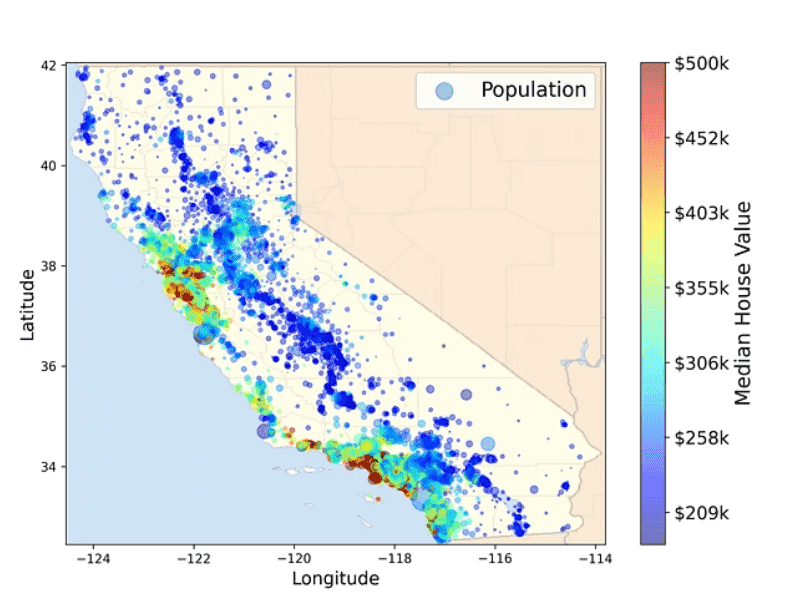 Population
42
40
38
36
34
Latitude
−124
−122
−120
−118
−116
−114
Longitude
$500k
$452k
$403k
$355k
$306k
$258k
$209k
Median House Value